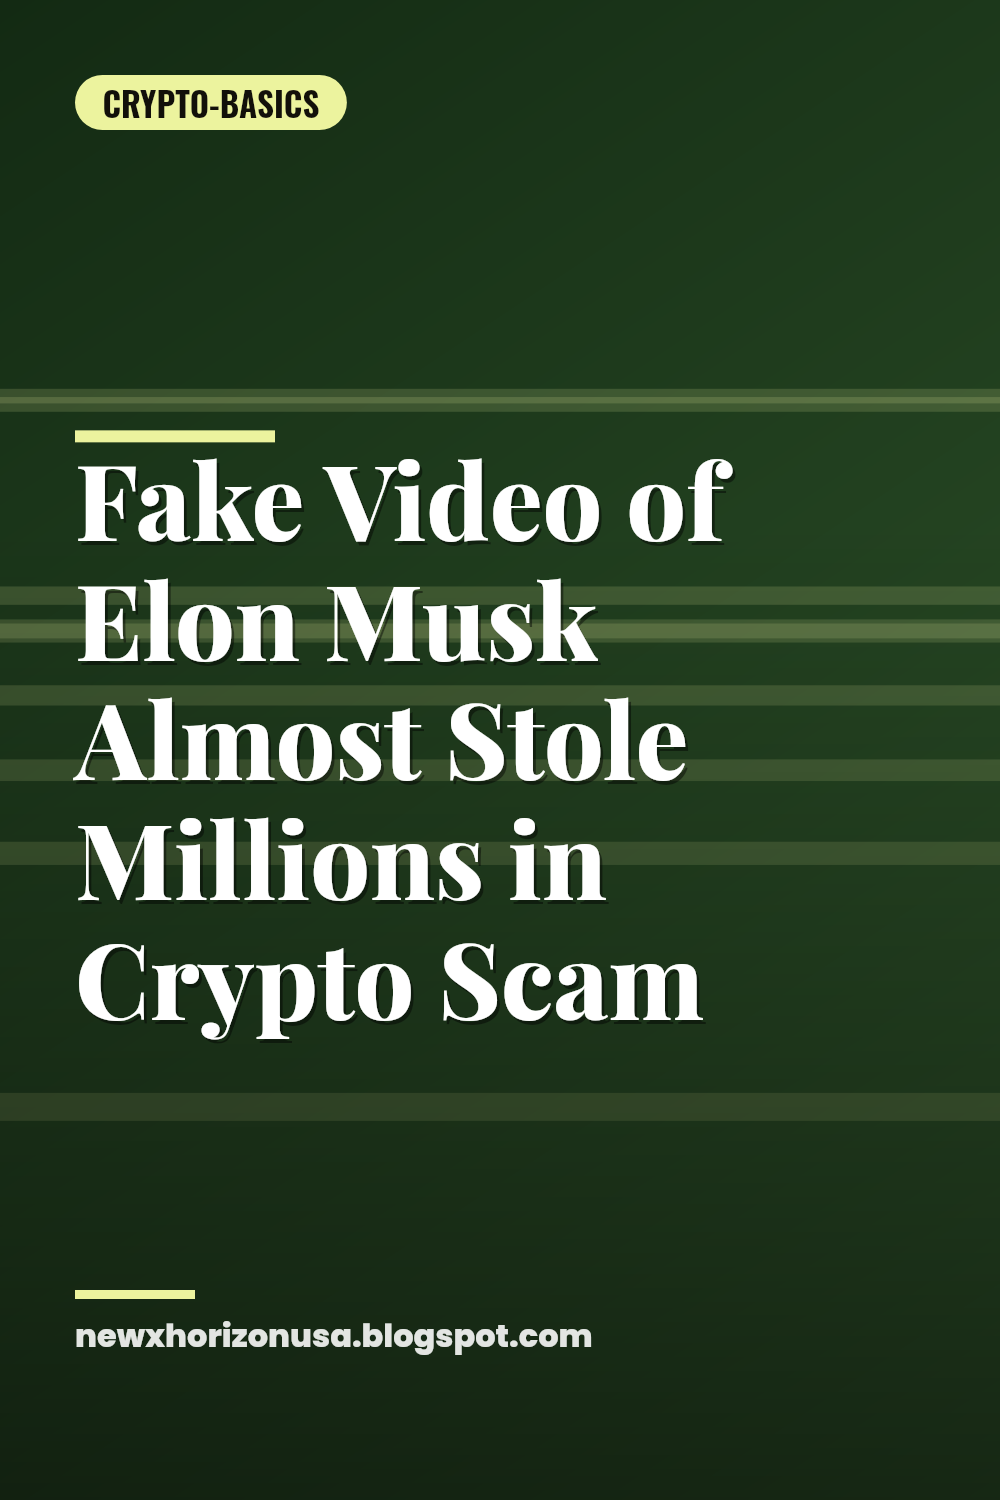 CRYPTO-BASICS
Fake Video of
Elon Musk
Almost Stole
Millions in
Crypto Scam
newxhorizonusa.blogspot.com